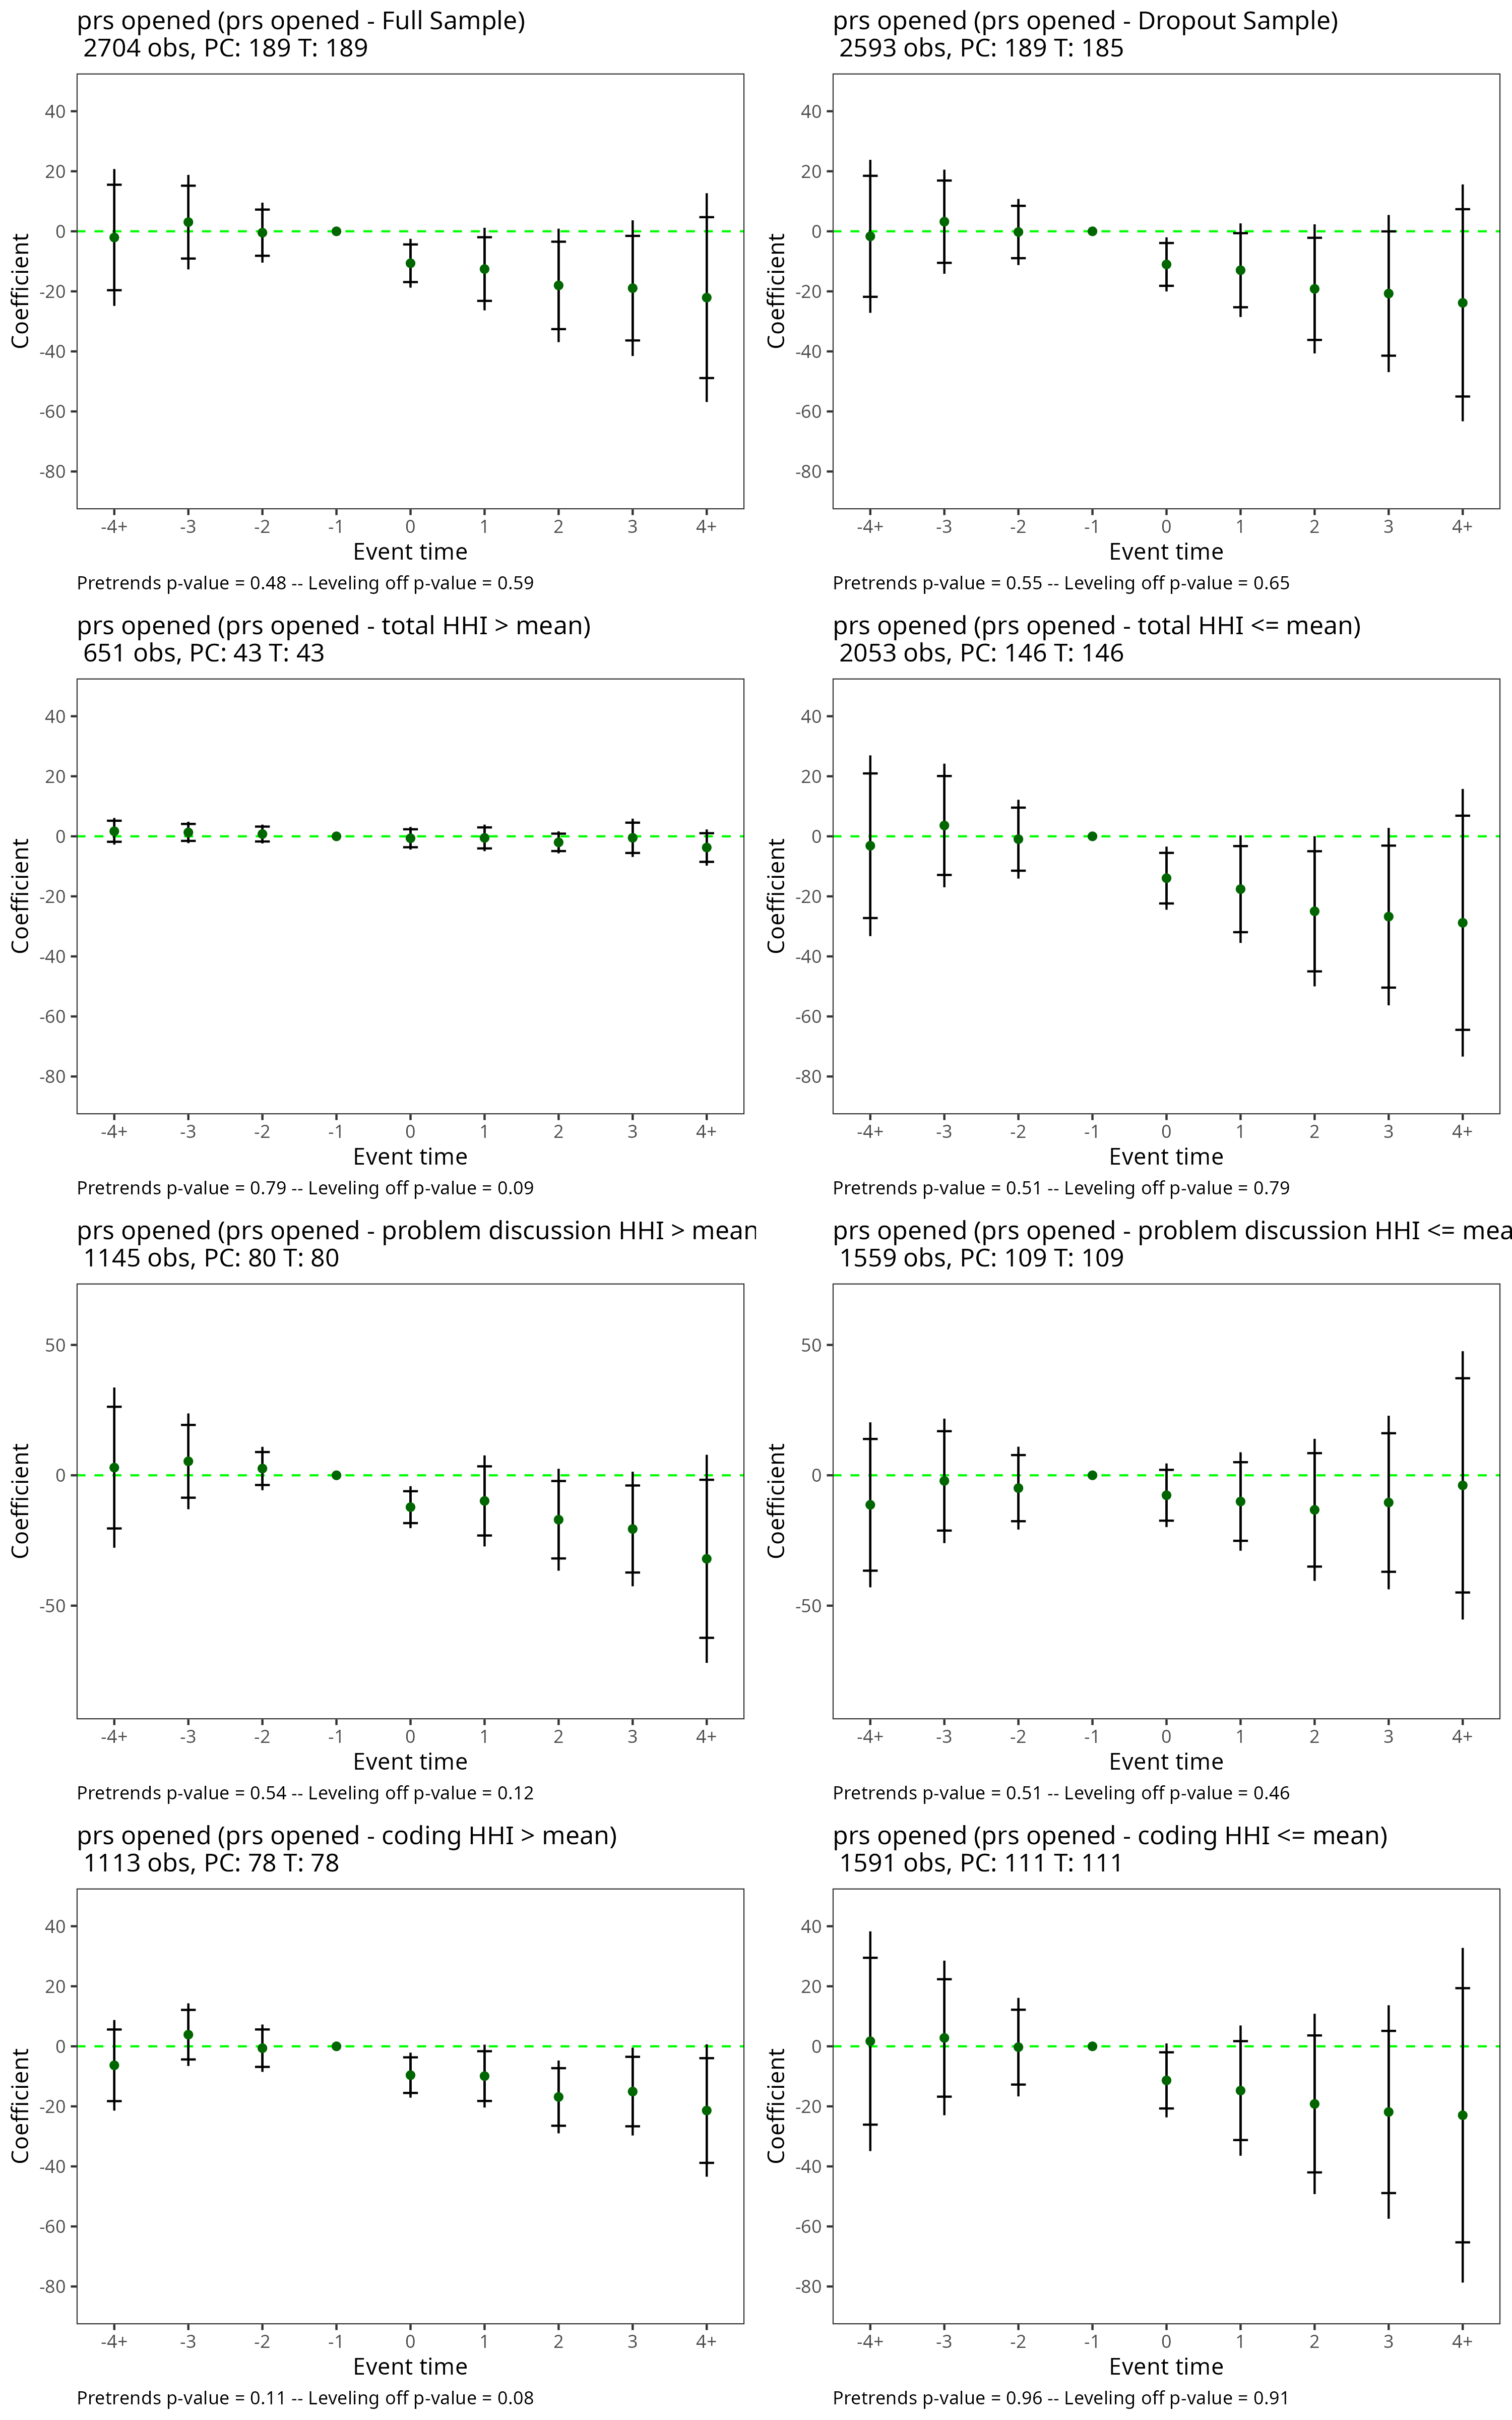 prs opened (prs opened - Full Sample)
2704 obs, PC: 189 T: 189
40
20
0
-20
-40
-60
-80
Coefficient
-4+ -3 -2 -1 0 1 2 3 4+
Event time
Pretrends p-value = 0.48 -- Leveling off p-value = 0.59
prs opened (prs opened - Dropout Sample)
2593 obs, PC: 189 T: 185
40
20
0
-20
-40
-60
-80
Coefficient
-4+ -3 -2 -1 0 1 2 3 4+
Event time
Pretrends p-value = 0.55 -- Leveling off p-value = 0.65
prs opened (prs opened - total HHI > mean)
651 obs, PC: 43 T: 43
40
20
0
-20
-40
-60
-80
Coefficient
-4+ -3 -2 -1 0 1 2 3 4+
Event time
Pretrends p-value = 0.79 -- Leveling off p-value = 0.09
prs opened (prs opened - total HHI <= mean)
2053 obs, PC: 146 T: 146
40
20
0
-20
-40
-60
-80
Coefficient
-4+ -3 -2 -1 0 1 2 3 4+
Event time
Pretrends p-value = 0.51 -- Leveling off p-value = 0.79
prs opened (prs opened - problem discussion HHI > mean
1145 obs, PC: 80 T: 80
50
0
-50
Coefficient
-4+ -3 -2 -1 0 1 2 3 4+
Event time
Pretrends p-value = 0.54 -- Leveling off p-value = 0.12
prs opened (prs opened - problem discussion HHI <= mea
1559 obs, PC: 109 T: 109
50
0
-50
Coefficient
-4+ -3 -2 -1 0 1 2 3 4+
Event time
Pretrends p-value = 0.51 -- Leveling off p-value = 0.46
prs opened (prs opened - coding HHI > mean)
1113 obs, PC: 78 T: 78
40
20
0
-20
-40
-60
-80
Coefficient
-4+ -3 -2 -1 0 1 2 3 4+
Event time
Pretrends p-value = 0.11 -- Leveling off p-value = 0.08
prs opened (prs opened - coding HHI <= mean)
1591 obs, PC: 111 T: 111
40
20
0
-20
-40
-60
-80
Coefficient
-4+ -3 -2 -1 0 1 2 3 4+
Event time
Pretrends p-value = 0.96 -- Leveling off p-value = 0.91